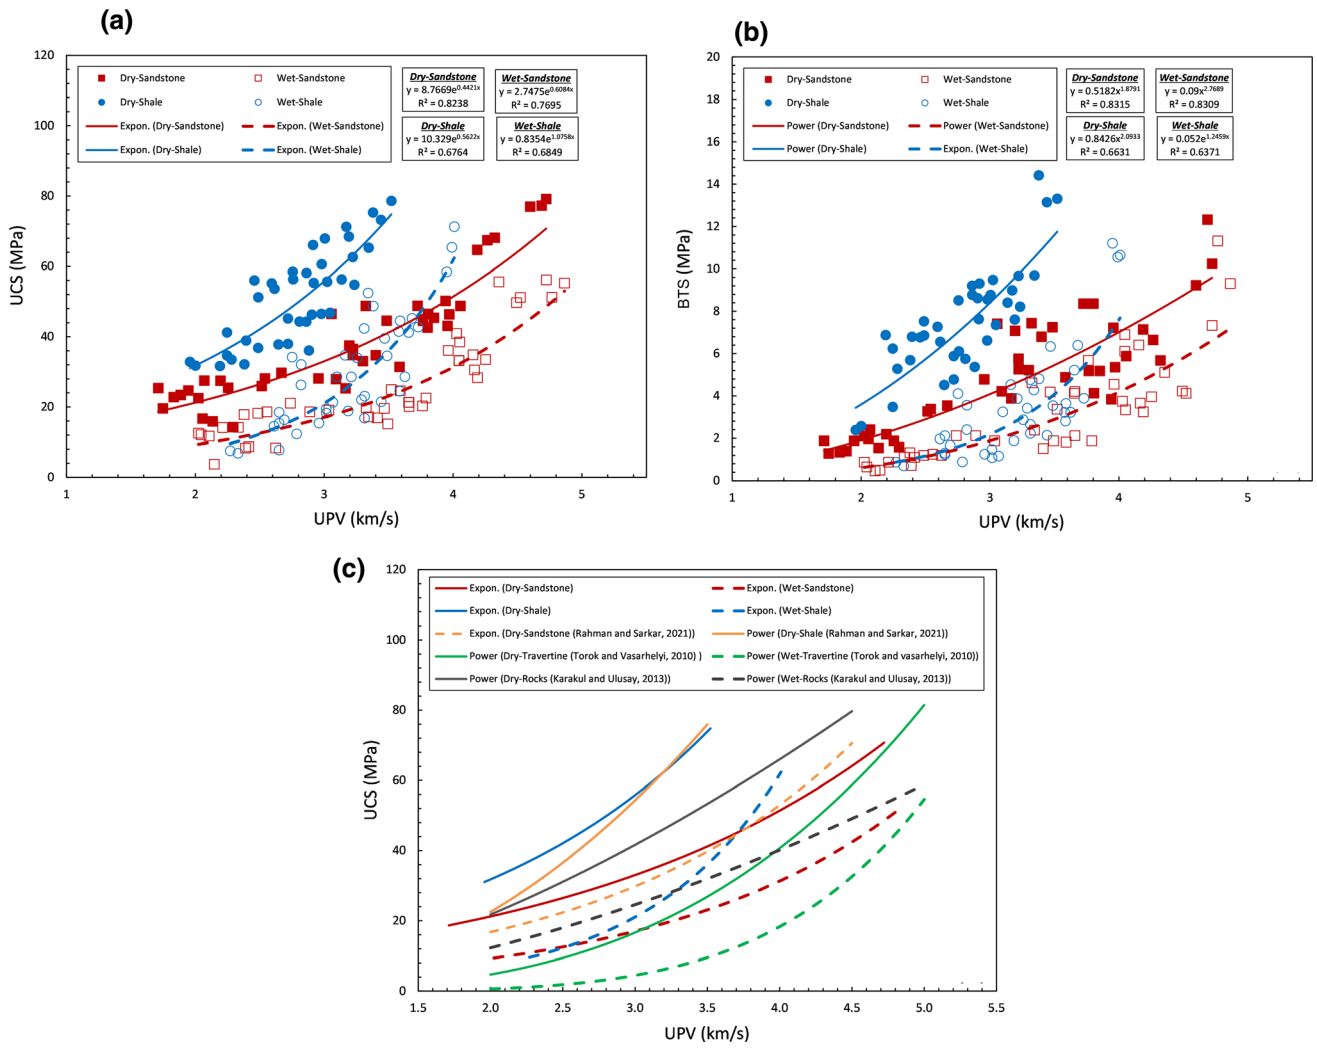 (a)
120
100
80
60
40
20
0
UCS (MPa)
Dry-Sandstone
Wet-Sandstone
Dry-Shale
Wet-Shale
Expon. (Dry-Sandstone)
Expon. (Wet-Sandstone)
Expon. (Dry-Shale)
Expon. (Wet-Shale)
Dry-Sandstone
y = 8.7669e^0.4421x
R² = 0.8238
Wet-Sandstone
y = 2.7475e^0.6084x
R² = 0.7695
Dry-Shale
y = 10.329e^0.5622x
R² = 0.6764
Wet-Shale
y = 0.8354e^1.0758x
R² = 0.6849
1 2 3 4 5
UPV (km/s)
(b)
20
18
16
14
12
10
8
6
4
2
0
BTS (MPa)
Dry-Sandstone
Wet-Sandstone
Dry-Shale
Wet-Shale
Power (Dry-Sandstone)
Power (Wet-Sandstone)
Power (Dry-Shale)
Expon. (Wet-Shale)
Dry-Sandstone
y = 0.5182x^1.8791
R² = 0.8315
Wet-Sandstone
y = 0.09x^2.7689
R² = 0.8309
Dry-Shale
y = 0.8426x^2.0933
R² = 0.6631
Wet-Shale
y = 0.052e^1.2459x
R² = 0.6371
1 2 3 4 5
UPV (km/s)
(c)
120
100
80
60
40
20
0
UCS (MPa)
Expon. (Dry-Sandstone)
Expon. (Wet-Sandstone)
Expon. (Dry-Shale)
Expon. (Wet-Shale)
Expon. (Dry-Sandstone (Rahman and Sarkar, 2021))
Power (Dry-Shale (Rahman and Sarkar, 2021))
Power (Dry-Travertine (Torok and Vasarhelyi, 2010) )
Power (Wet-Travertine (Torok and vasarhelyi, 2010))
Power (Dry-Rocks (Karakul and Ulusay, 2013))
Power (Wet-Rocks (Karakul and Ulusay, 2013))
1.5 2.0 2.5 3.0 3.5 4.0 4.5 5.0 5.5
UPV (km/s)